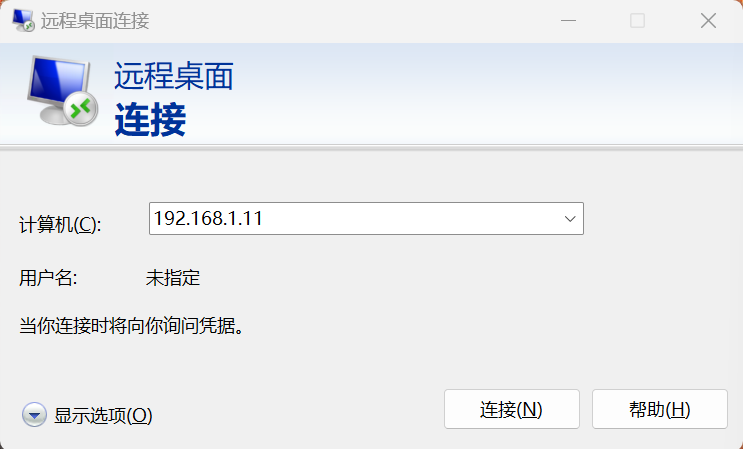 远程桌面连接
远程桌面
连接
计算机(C): 192.168.1.11
用户名: 未指定
当你连接时将向你询问凭据。
显示选项(O) 连接(N) 帮助(H)